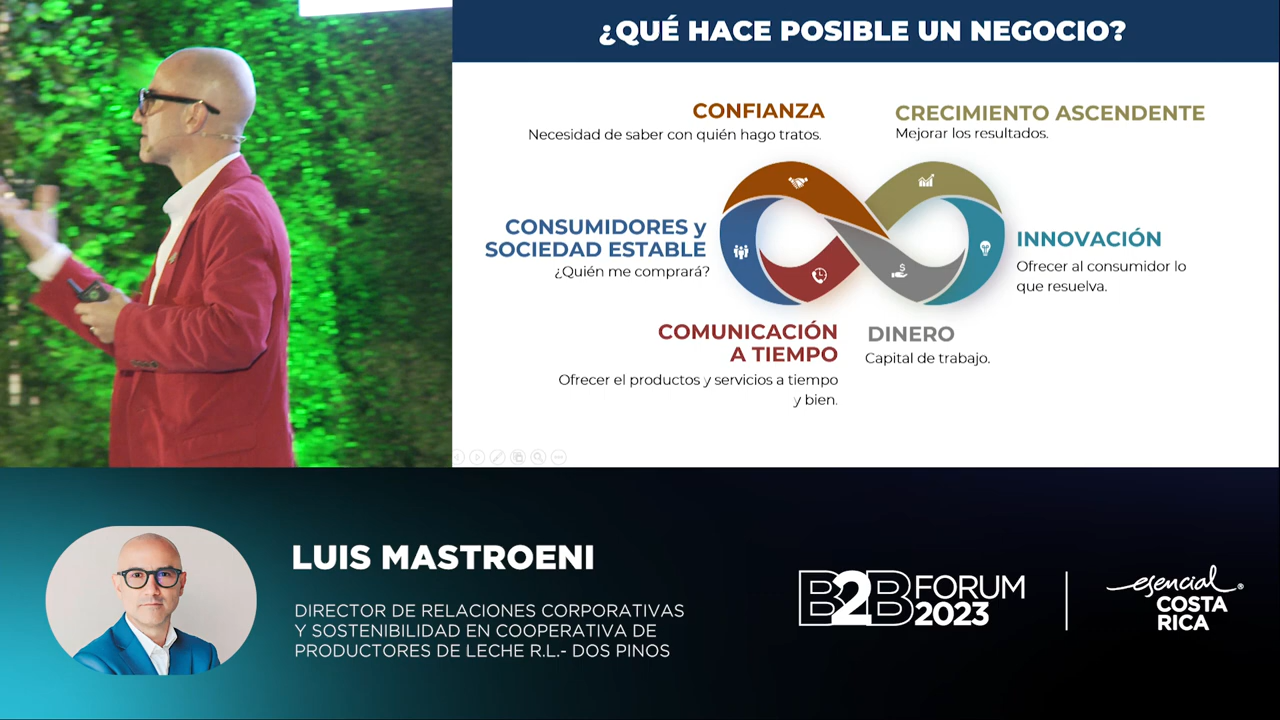 ¿QUÉ HACE POSIBLE UN NEGOCIO?
CONFIANZA
Necesidad de saber con quién hago tratos.
CRECIMIENTO ASCENDENTE
Mejorar los resultados.
CONSUMIDORES y
SOCIEDAD ESTABLE
¿Quién me comprará?
INNOVACIÓN
Ofrecer al consumidor lo
que resuelva.
COMUNICACIÓN
A TIEMPO
Ofrecer el productos y servicios a tiempo
y bien.
DINERO
Capital de trabajo.
$
LUIS MASTROENI
DIRECTOR DE RELACIONES CORPORATIVAS
Y SOSTENIBILIDAD EN COOPERATIVA DE
PRODUCTORES DE LECHE R.L.- DOS PINOS
B2B FORUM
2023
esencial
COSTA
RICA